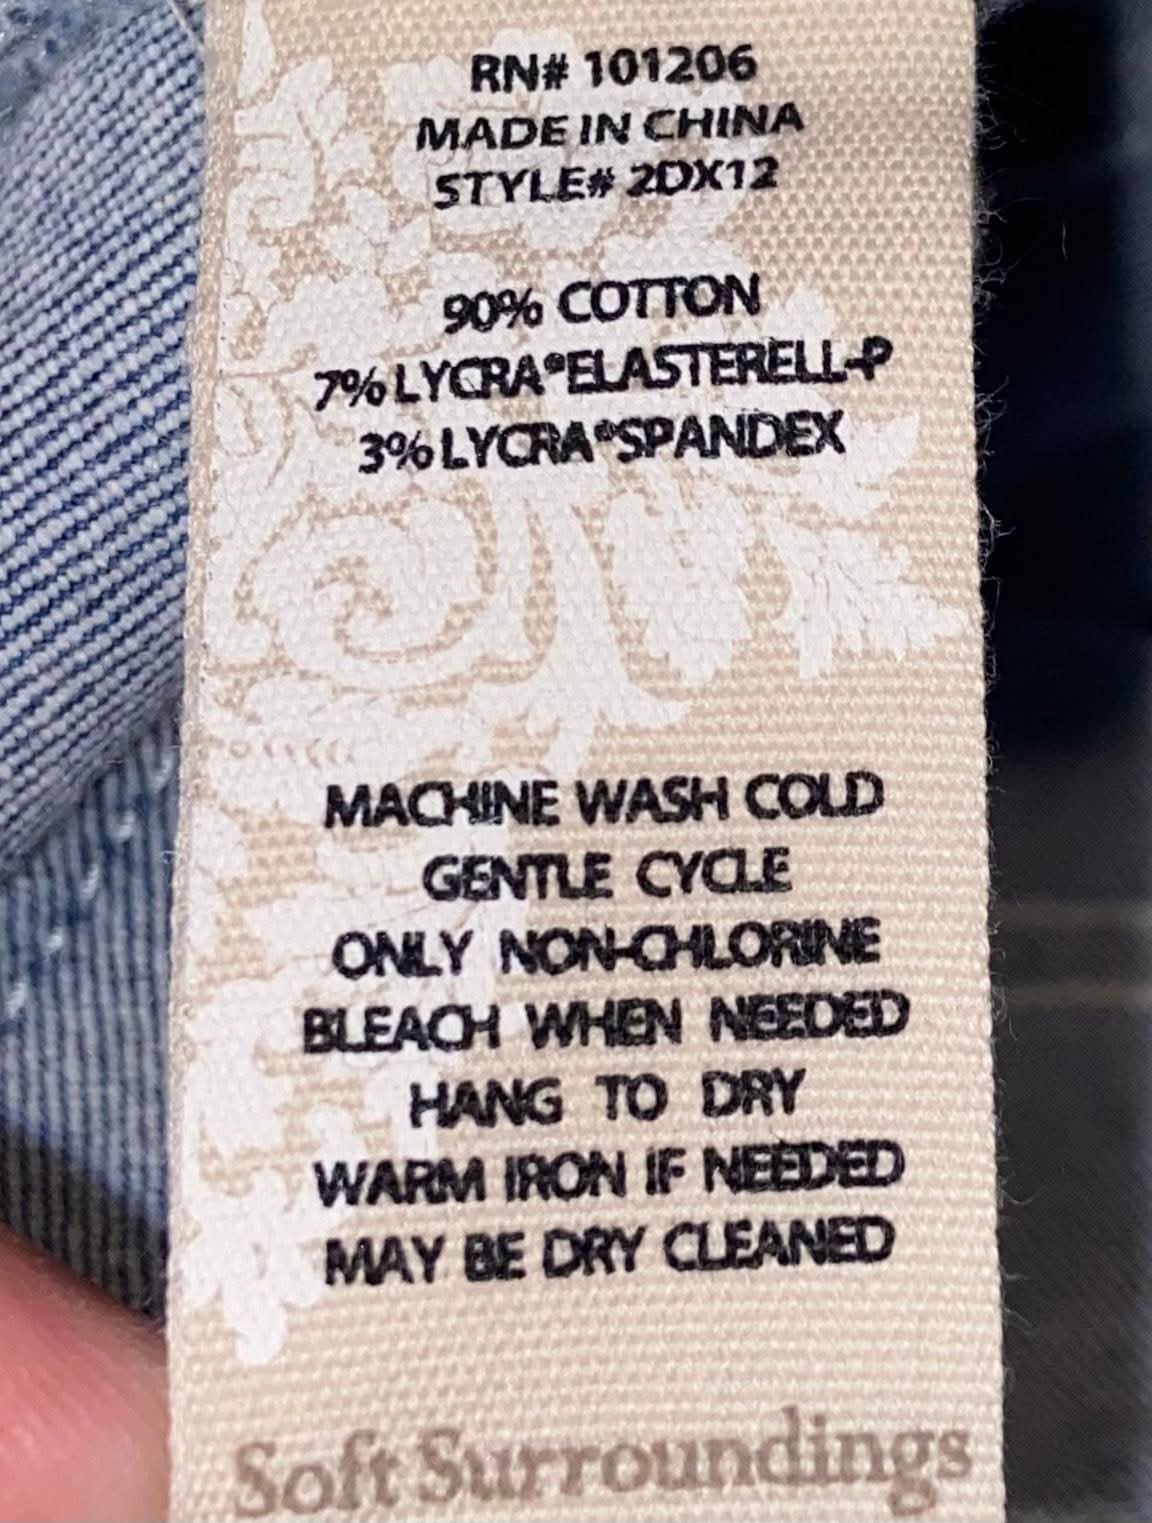 RN# 101206
MADE IN CHINA
STYLE# 2DX12
90% COTTON
7% LYCRA®ELASTERELL-P
3% LYCRA®SPANDEX
MACHINE WASH COLD
GENTLE CYCLE
ONLY NON-CHLORINE
BLEACH WHEN NEEDED
HANG TO DRY
WARM IRON IF NEEDED
MAY BE DRY CLEANED
Soft Surroundings